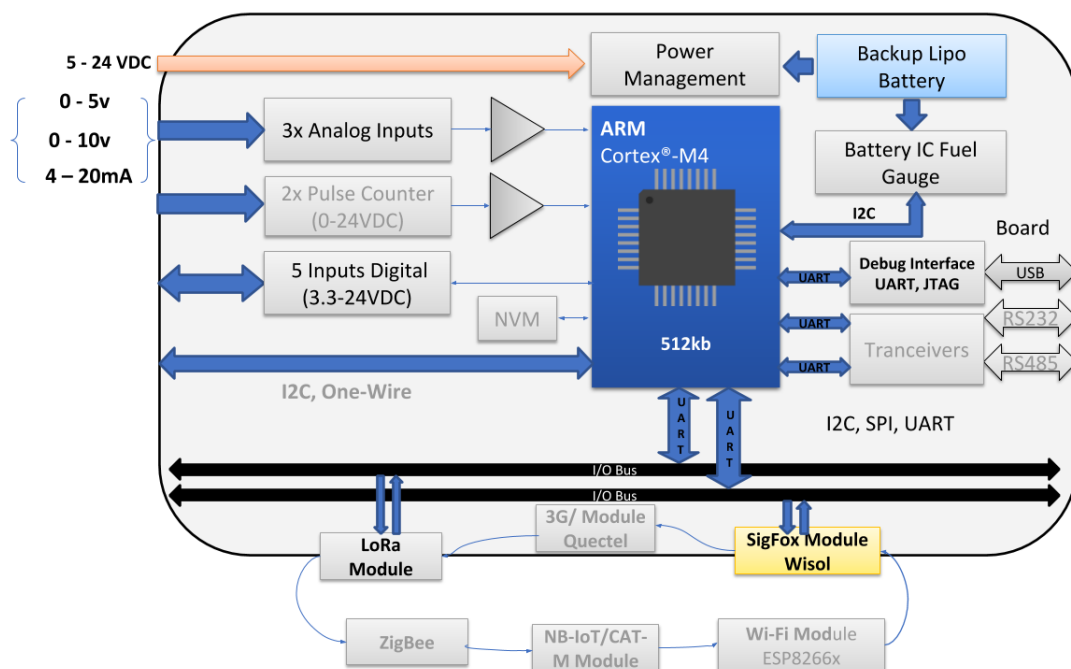 5 - 24 VDC
0 - 5v
0 - 10v
4 – 20mA
Power
Management
Backup Lipo
Battery
3x Analog Inputs
ARM
Cortex®-M4
Battery IC Fuel
Gauge
2x Pulse Counter
(0-24VDC)
I2C
Board
5 Inputs Digital
(3.3-24VDC)
UART
Debug Interface
UART, JTAG
USB
NVM
512kb
UART
UART
Tranceivers
RS232
RS485
I2C, One-Wire
UART
UART
I2C, SPI, UART
I/O Bus
I/O Bus
3G/ Module
Quectel
LoRa
Module
SigFox Module
Wisol
ZigBee
NB-IoT/CAT-
M Module
Wi-Fi Module
ESP8266x